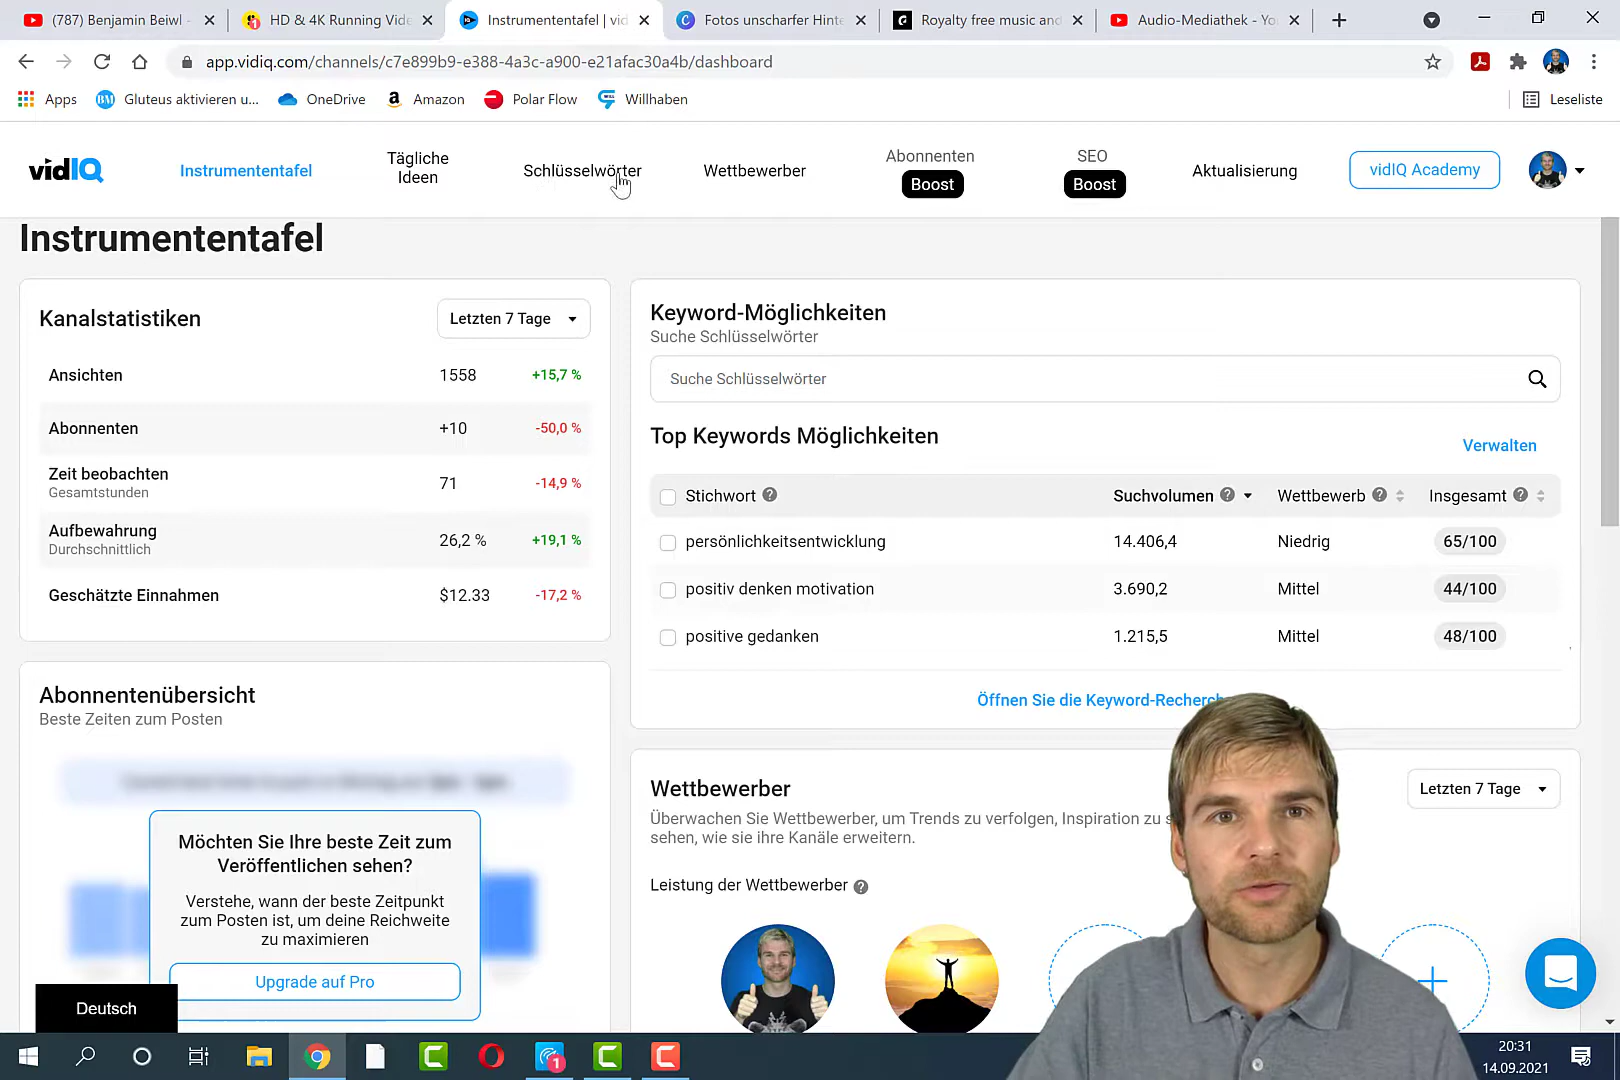 (787) Benjamin Beiwl -
HD & 4K Running Vide
Instrumententafel | vid
Fotos unscharfer Hinte
Royalty free music and
Audio-Mediathek - Yo
app.vidiq.com/channels/c7e899b9-e388-4a3c-a900-e21afac30a4b/dashboard
Apps
Gluteus aktivieren u...
OneDrive
Amazon
Polar Flow
Willhaben
Leseliste
vidIQ
Instrumententafel
Tägliche
Ideen
Schlüsselwörter
Wettbewerber
Abonnenten
Boost
SEO
Boost
Aktualisierung
vidIQ Academy
Instrumententafel
Kanalstatistiken
Letzten 7 Tage
Ansichten 1558 +15,7 %
Abonnenten +10 -50,0 %
Zeit beobachten
Gesamtstunden
71 -14,9 %
Aufbewahrung
Durchschnittlich
26,2 % +19,1 %
Geschätzte Einnahmen $12.33 -17,2 %
Abonnentenübersicht
Beste Zeiten zum Posten
Möchten Sie Ihre beste Zeit zum
Veröffentlichen sehen?
Verstehe, wann der beste Zeitpunkt
zum Posten ist, um deine Reichweite
zu maximieren
Upgrade auf Pro
Deutsch
Keyword-Möglichkeiten
Suche Schlüsselwörter
Suche Schlüsselwörter
Top Keywords Möglichkeiten
Verwalten
Stichwort Suchvolumen Wettbewerb Insgesamt
persönlichkeitsentwicklung 14.406,4 Niedrig 65/100
positiv denken motivation 3.690,2 Mittel 44/100
positive gedanken 1.215,5 Mittel 48/100
Öffnen Sie die Keyword-Recherch
Wettbewerber
Letzten 7 Tage
Überwachen Sie Wettbewerber, um Trends zu verfolgen, Inspiration zu s
sehen, wie sie ihre Kanäle erweitern.
Leistung der Wettbewerber
1
20:31
14.09.2021